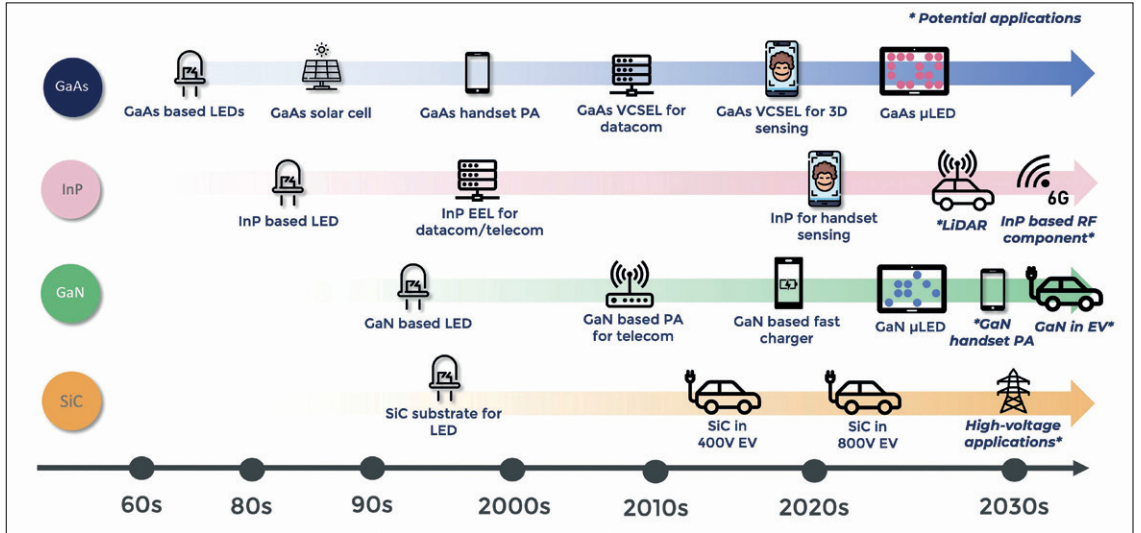 * Potential applications
GaAs
GaAs based LEDs
GaAs solar cell
GaAs handset PA
GaAs VCSEL for
datacom
GaAs VCSEL for 3D
sensing
GaAs µLED
InP
InP based LED
InP EEL for
datacom/telecom
InP for handset
sensing
*LiDAR
6G
InP based RF
component*
GaN
GaN based LED
GaN based PA
for telecom
GaN based fast
charger
GaN µLED
*GaN
handset PA
GaN in EV*
SiC
SiC substrate for
LED
SiC in
400V EV
SiC in
800V EV
High-voltage
applications*
60s
80s
90s
2000s
2010s
2020s
2030s